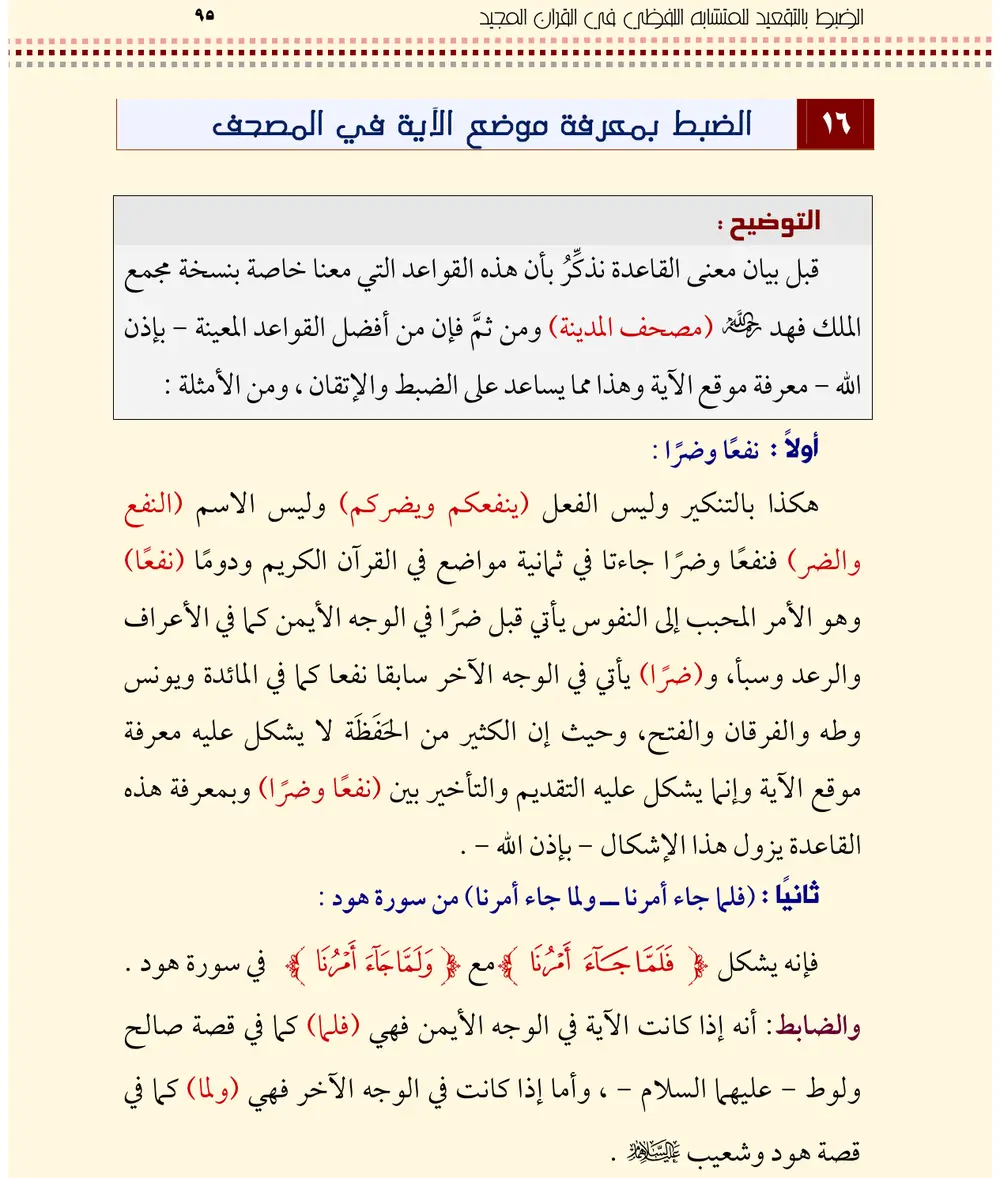 الضبط بالتقعيد للمتشابه اللفظي في القران المجيد ٩٥
١٦ الضبط بمعرفة موضع الآية في المصحف
التوضيح :
قبل بيان معنى القاعدة نذكِّرُ بأن هذه القواعد التي معنا خاصة بنسخة مجمع
الملك فهد رحمه الله (مصحف المدينة) ومن ثمَّ فإن من أفضل القواعد المعينة – بإذن
الله – معرفة موقع الآية وهذا مما يساعد على الضبط والإتقان ، ومن الأمثلة :
أولاً : نفعًا وضرًا :
هكذا بالتنكير وليس الفعل (ينفعكم ويضركم) وليس الاسم (النفع
والضر) فنفعًا وضرًا جاءتا في ثمانية مواضع في القرآن الكريم ودومًا (نفعًا)
وهو الأمر المحبب إلى النفوس يأتي قبل ضرًا في الوجه الأيمن كما في الأعراف
والرعد وسبأ، و(ضرًا) يأتي في الوجه الآخر سابقا نفعا كما في المائدة ويونس
وطه والفرقان والفتح، وحيث إن الكثير من الحَفَظَة لا يشكل عليه معرفة
موقع الآية وإنما يشكل عليه التقديم والتأخير بين (نفعًا وضرًا) وبمعرفة هذه
القاعدة يزول هذا الإشكال – بإذن الله – .
ثانيًا : (فلما جاء أمرنا ــ ولما جاء أمرنا) من سورة هود :
فإنه يشكل ﴿ فَلَمَّا جَآءَ أَمْرُنَا ﴾ مع ﴿ وَلَمَّا جَآءَ أَمْرُنَا ﴾ في سورة هود .
والضابط: أنه إذا كانت الآية في الوجه الأيمن فهي (فلما) كما في قصة صالح
ولوط – عليهما السلام – ، وأما إذا كانت في الوجه الآخر فهي (ولما) كما في
قصة هود وشعيب عليهما السلام .